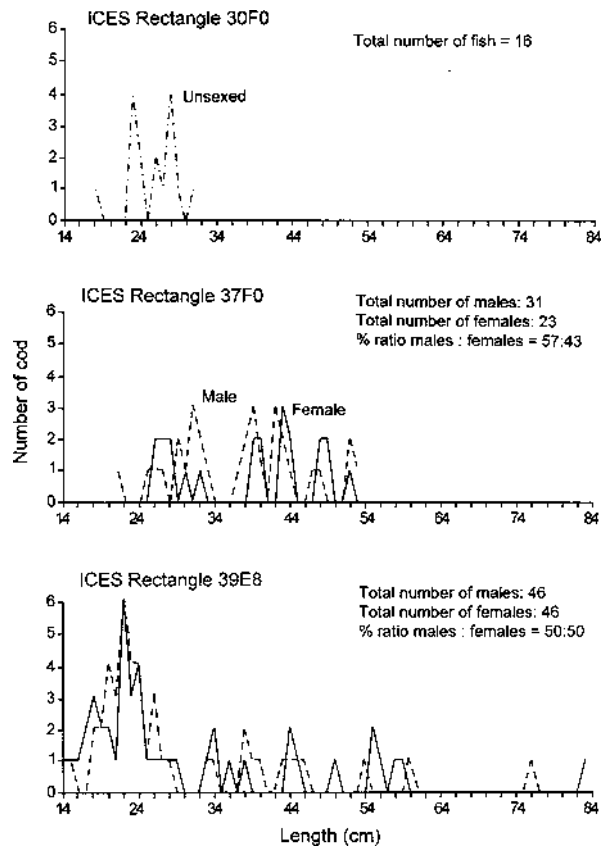 ICES Rectangle 30F0
Total number of fish = 16
6
5
4
3
2
1
0
Unsexed
14 24 34 44 54 64 74 84
ICES Rectangle 37F0
Total number of males: 31
Total number of females: 23
% ratio males : females = 57:43
6
5
4
3
2
1
0
Male
Female
14 24 34 44 54 64 74 84
Number of cod
ICES Rectangle 39E8
Total number of males: 46
Total number of females: 46
% ratio males : females = 50:50
6
5
4
3
2
1
0
14 24 34 44 54 64 74 84
Length (cm)